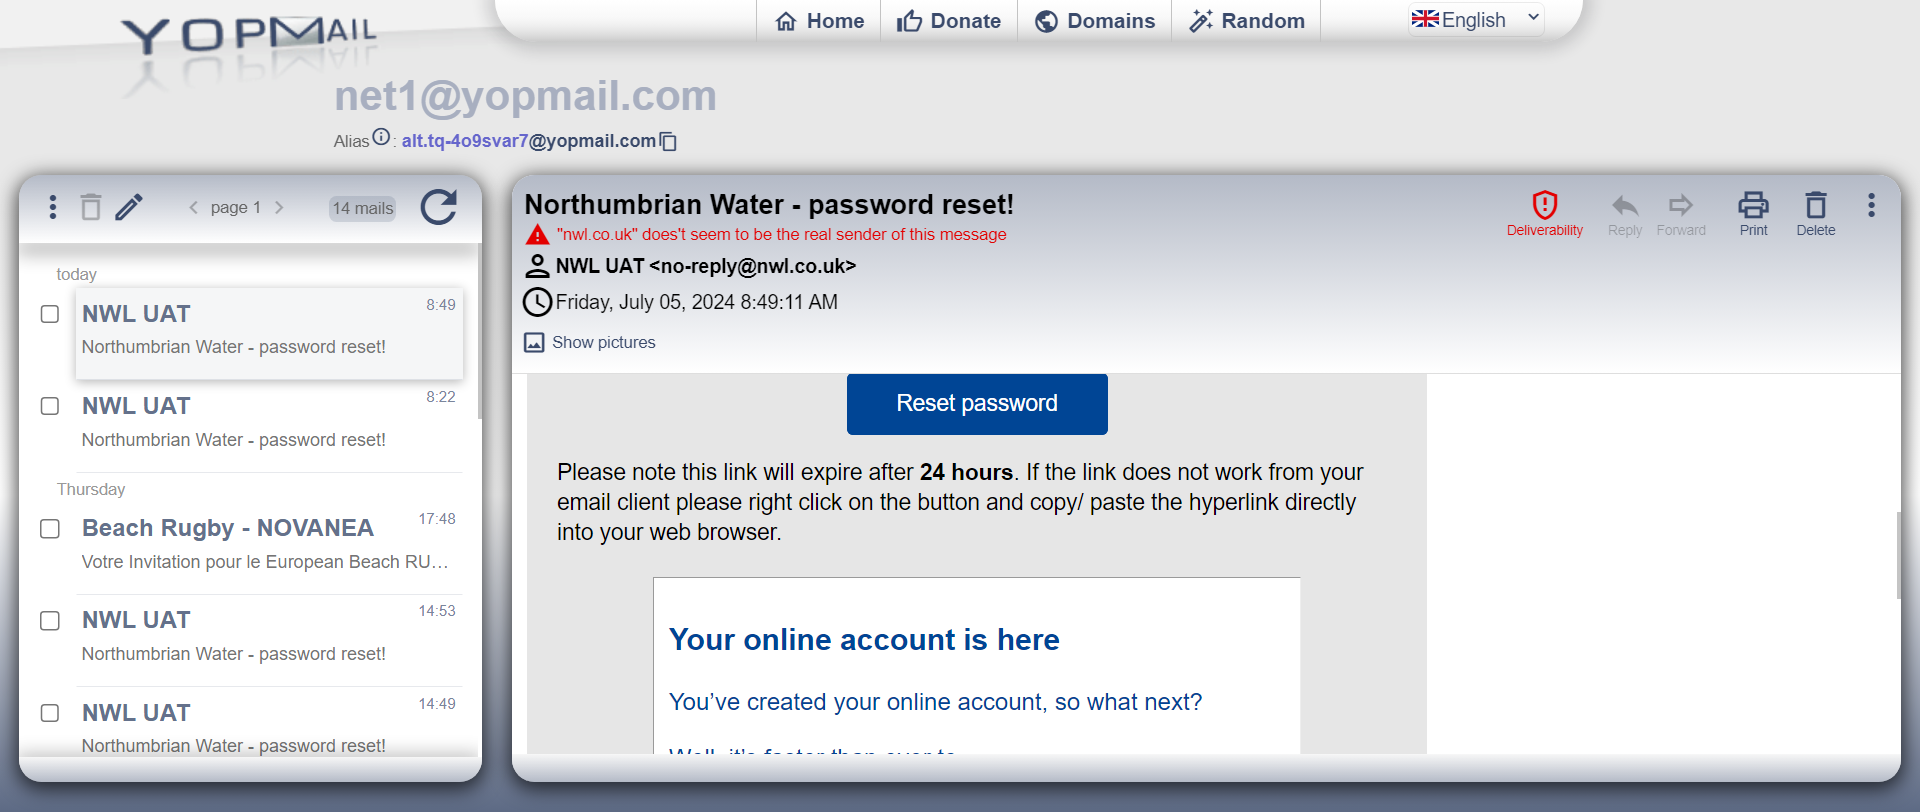 YOPMAIL
Home
Donate
Domains
Random
English
net1@yopmail.com
Alias : alt.tq-4o9svar7@yopmail.com
page 1
14 mails
today
NWL UAT
8:49
Northumbrian Water - password reset!
NWL UAT
8:22
Northumbrian Water - password reset!
Thursday
Beach Rugby - NOVANEA
17:48
Votre Invitation pour le European Beach RU…
NWL UAT
14:53
Northumbrian Water - password reset!
NWL UAT
14:49
Northumbrian Water - password reset!
Northumbrian Water - password reset!
"nwl.co.uk" does't seem to be the real sender of this message
NWL UAT <no-reply@nwl.co.uk>
Friday, July 05, 2024 8:49:11 AM
Show pictures
Deliverability
Reply
Forward
Print
Delete
Reset password
Please note this link will expire after 24 hours. If the link does not work from your
email client please right click on the button and copy/ paste the hyperlink directly
into your web browser.
Your online account is here
You’ve created your online account, so what next?
Well, it’s faster than ever to